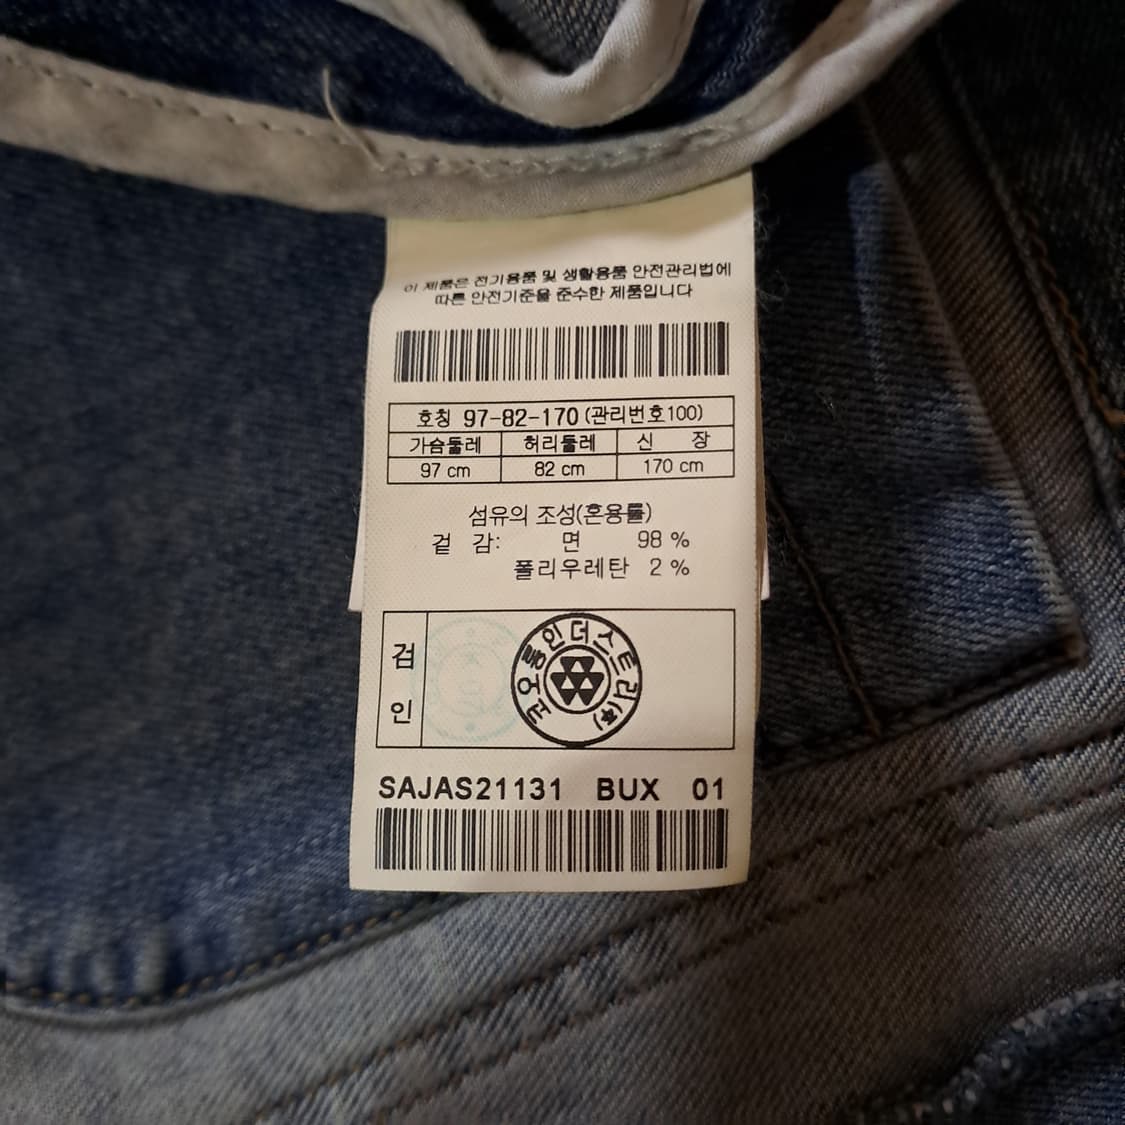 이 제품은 전기용품 및 생활용품 안전관리법에
따른 안전기준을 준수한 제품입니다
호칭 97-82-170 (관리번호100)
가슴둘레 허리둘레 신 장
97 cm 82 cm 170 cm
섬유의 조성(혼용률)
겉 감: 면 98 %
폴리우레탄 2 %
검인
코오롱인더스트리(주)
SAJAS21131 BUX 01